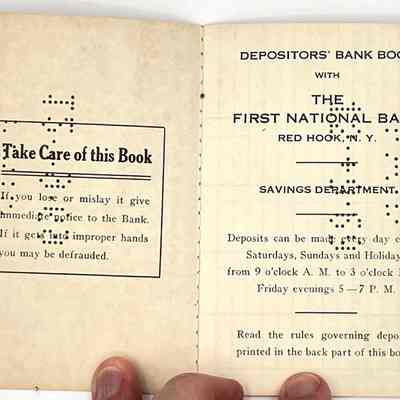 Take Care of this Book
If you lose or mislay it give
immediate notice to the Bank.
If it gets into improper hands
you may be defrauded.
DEPOSITORS' BANK BOO
WITH
THE
FIRST NATIONAL BA
RED HOOK, N. Y.
SAVINGS DEPARTMENT.
Deposits can be made every day e
Saturdays, Sundays and Holiday
from 9 o'clock A. M. to 3 o'clock
Friday evenings 5—7 P. M.
Read the rules governing depo
printed in the back part of this bo